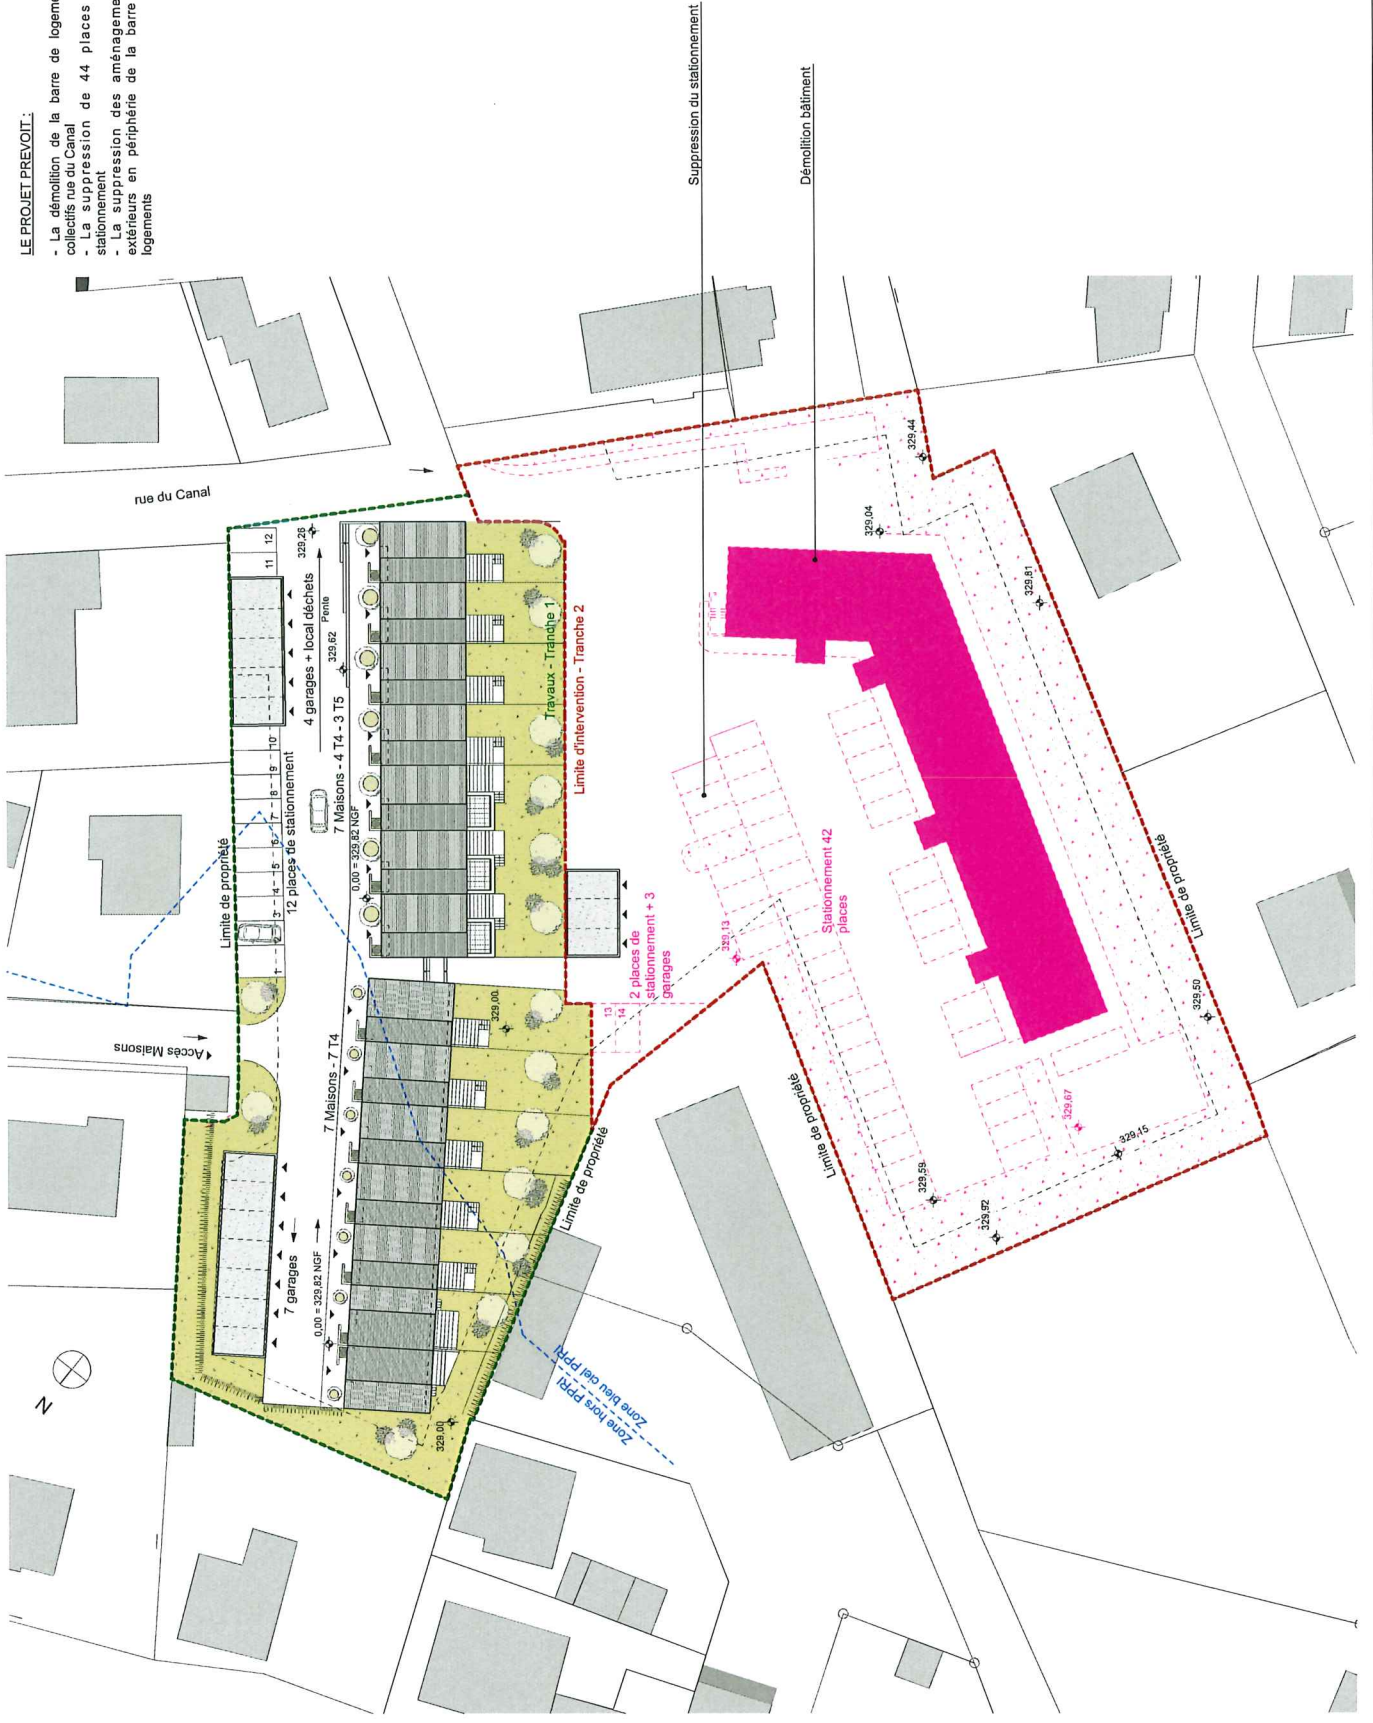 LE PROJET PREVOIT :
- La démolition de la barre de
collectifs rue du Canal
- La suppression de 44 places
stationnement
- La suppression des
extérieurs en périphérie de la barre
logements
Suppression du stationnement
Démolition bâtiment
rue du Canal
Limite de propriété
12
11
10
9
8
7
6
5
4
3
2
1
12 places de stationnement
4 garages + local déchets
Pente
329,26
329,62
7 Maisons - 4 T4 - 3 T5
0,00 = 329,82 NGF
Accès Maisons
7 Maisons - 7 T4
7 garages
0,00 = 329,82 NGF
N
329,00
329,00
Travaux - Tranche 1
Limite d'intervention - Tranche 2
2 places de
stationnement + 3
garages
13
14
Limite de propriété
Zone hors PPRI
Zone bleu ciel PPRI
329,13
Stationnement 42
places
329,44
329,04
329,81
Limite de propriété
Limite de propriété
329,50
329,67
329,15
329,59
329,92